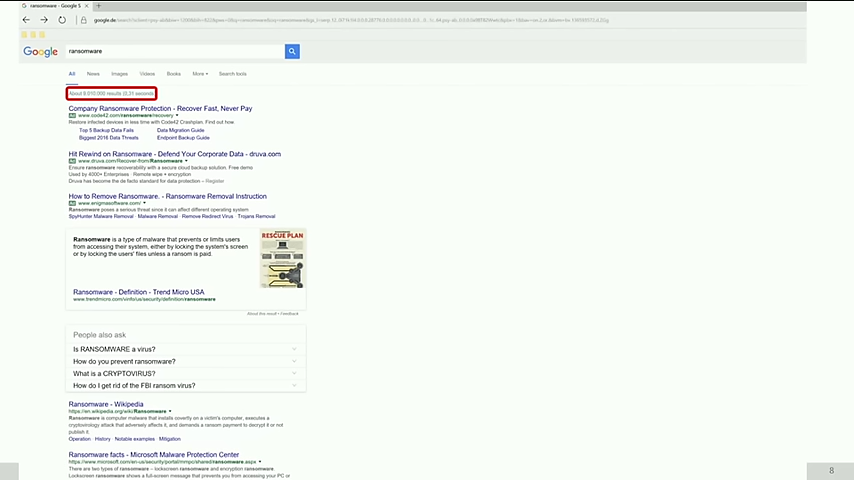 ransomware - Google S
google.de
Google
ransomware
All News Images Videos Books More Search tools
About 8.010.000 results (0,31 seconds)
Company Ransomware Protection - Recover Fast, Never Pay
Ad www.code42.com/ransomware/recovery
Restore infected devices in less time with Code42 Crashplan. Find out how.
Top 5 Backup Data Fails Data Migration Guide
Biggest 2016 Data Threats Endpoint Backup Guide
Hit Rewind on Ransomware - Defend Your Corporate Data - druva.com
Ad www.druva.com/Recover-from/Ransomware
Ensure ransomware recoverability with a secure cloud backup solution. Free demo
Used by 4000+ Enterprises · Remote wipe + encryption
Druva has become the de facto standard for data protection – Register
How to Remove Ransomware. - Ransomware Removal Instruction
Ad www.enigmasoftware.com/
Ransomware poses a serious threat since it can affect different operating system
SpyHunter Malware Removal · Malware Removal · Remove Redirect Virus · Trojans Removal
Ransomware is a type of malware that prevents or limits users
from accessing their system, either by locking the system's screen
or by locking the users' files unless a ransom is paid.
RESCUE PLAN
Ransomware - Definition - Trend Micro USA
www.trendmicro.com/vinfo/us/security/definition/ransomware
About this result • Feedback
People also ask
Is RANSOMWARE a virus?
How do you prevent ransomware?
What is a CRYPTOVIRUS?
How do I get rid of the FBI ransom virus?
Ransomware - Wikipedia
https://en.wikipedia.org/wiki/Ransomware
Ransomware is computer malware that installs covertly on a victim's computer, executes a
cryptovirology attack that adversely affects it, and demands a ransom payment to decrypt it or not
publish it.
Operation · History · Notable examples · Mitigation
Ransomware facts - Microsoft Malware Protection Center
https://www.microsoft.com/en-us/security/portal/mmpc/shared/ransomware.aspx
There are two types of ransomware – lockscreen ransomware and encryption ransomware.
Lockscreen ransomware shows a full-screen message that prevents you from accessing your PC or
8